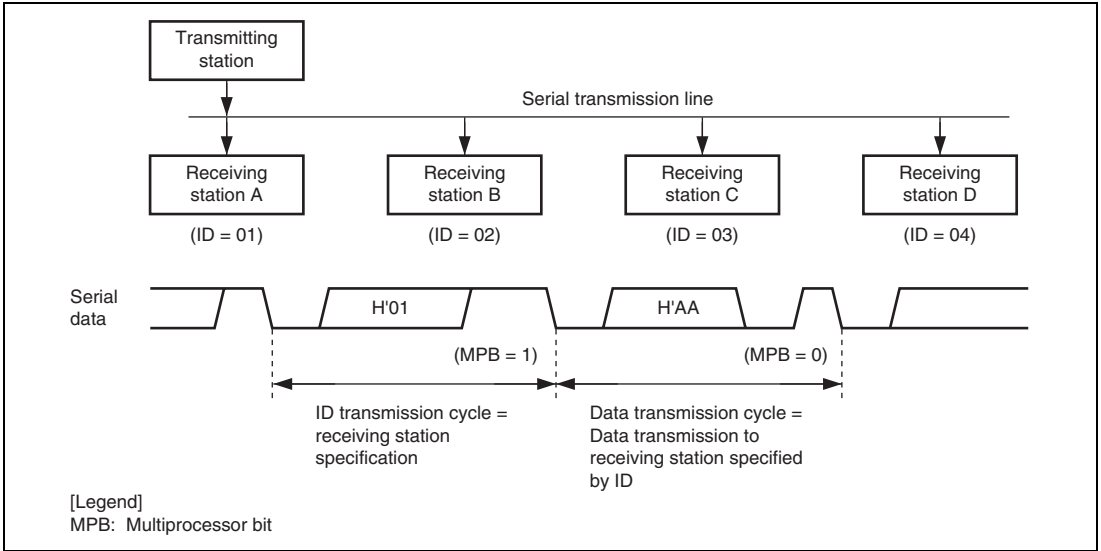 Transmitting
station
Serial transmission line
Receiving
station A
Receiving
station B
Receiving
station C
Receiving
station D
(ID = 01)
(ID = 02)
(ID = 03)
(ID = 04)
Serial
data
H'01
H'AA
(MPB = 1)
(MPB = 0)
ID transmission cycle =
receiving station
specification
Data transmission cycle =
Data transmission to
receiving station specified
by ID
[Legend]
MPB: Multiprocessor bit